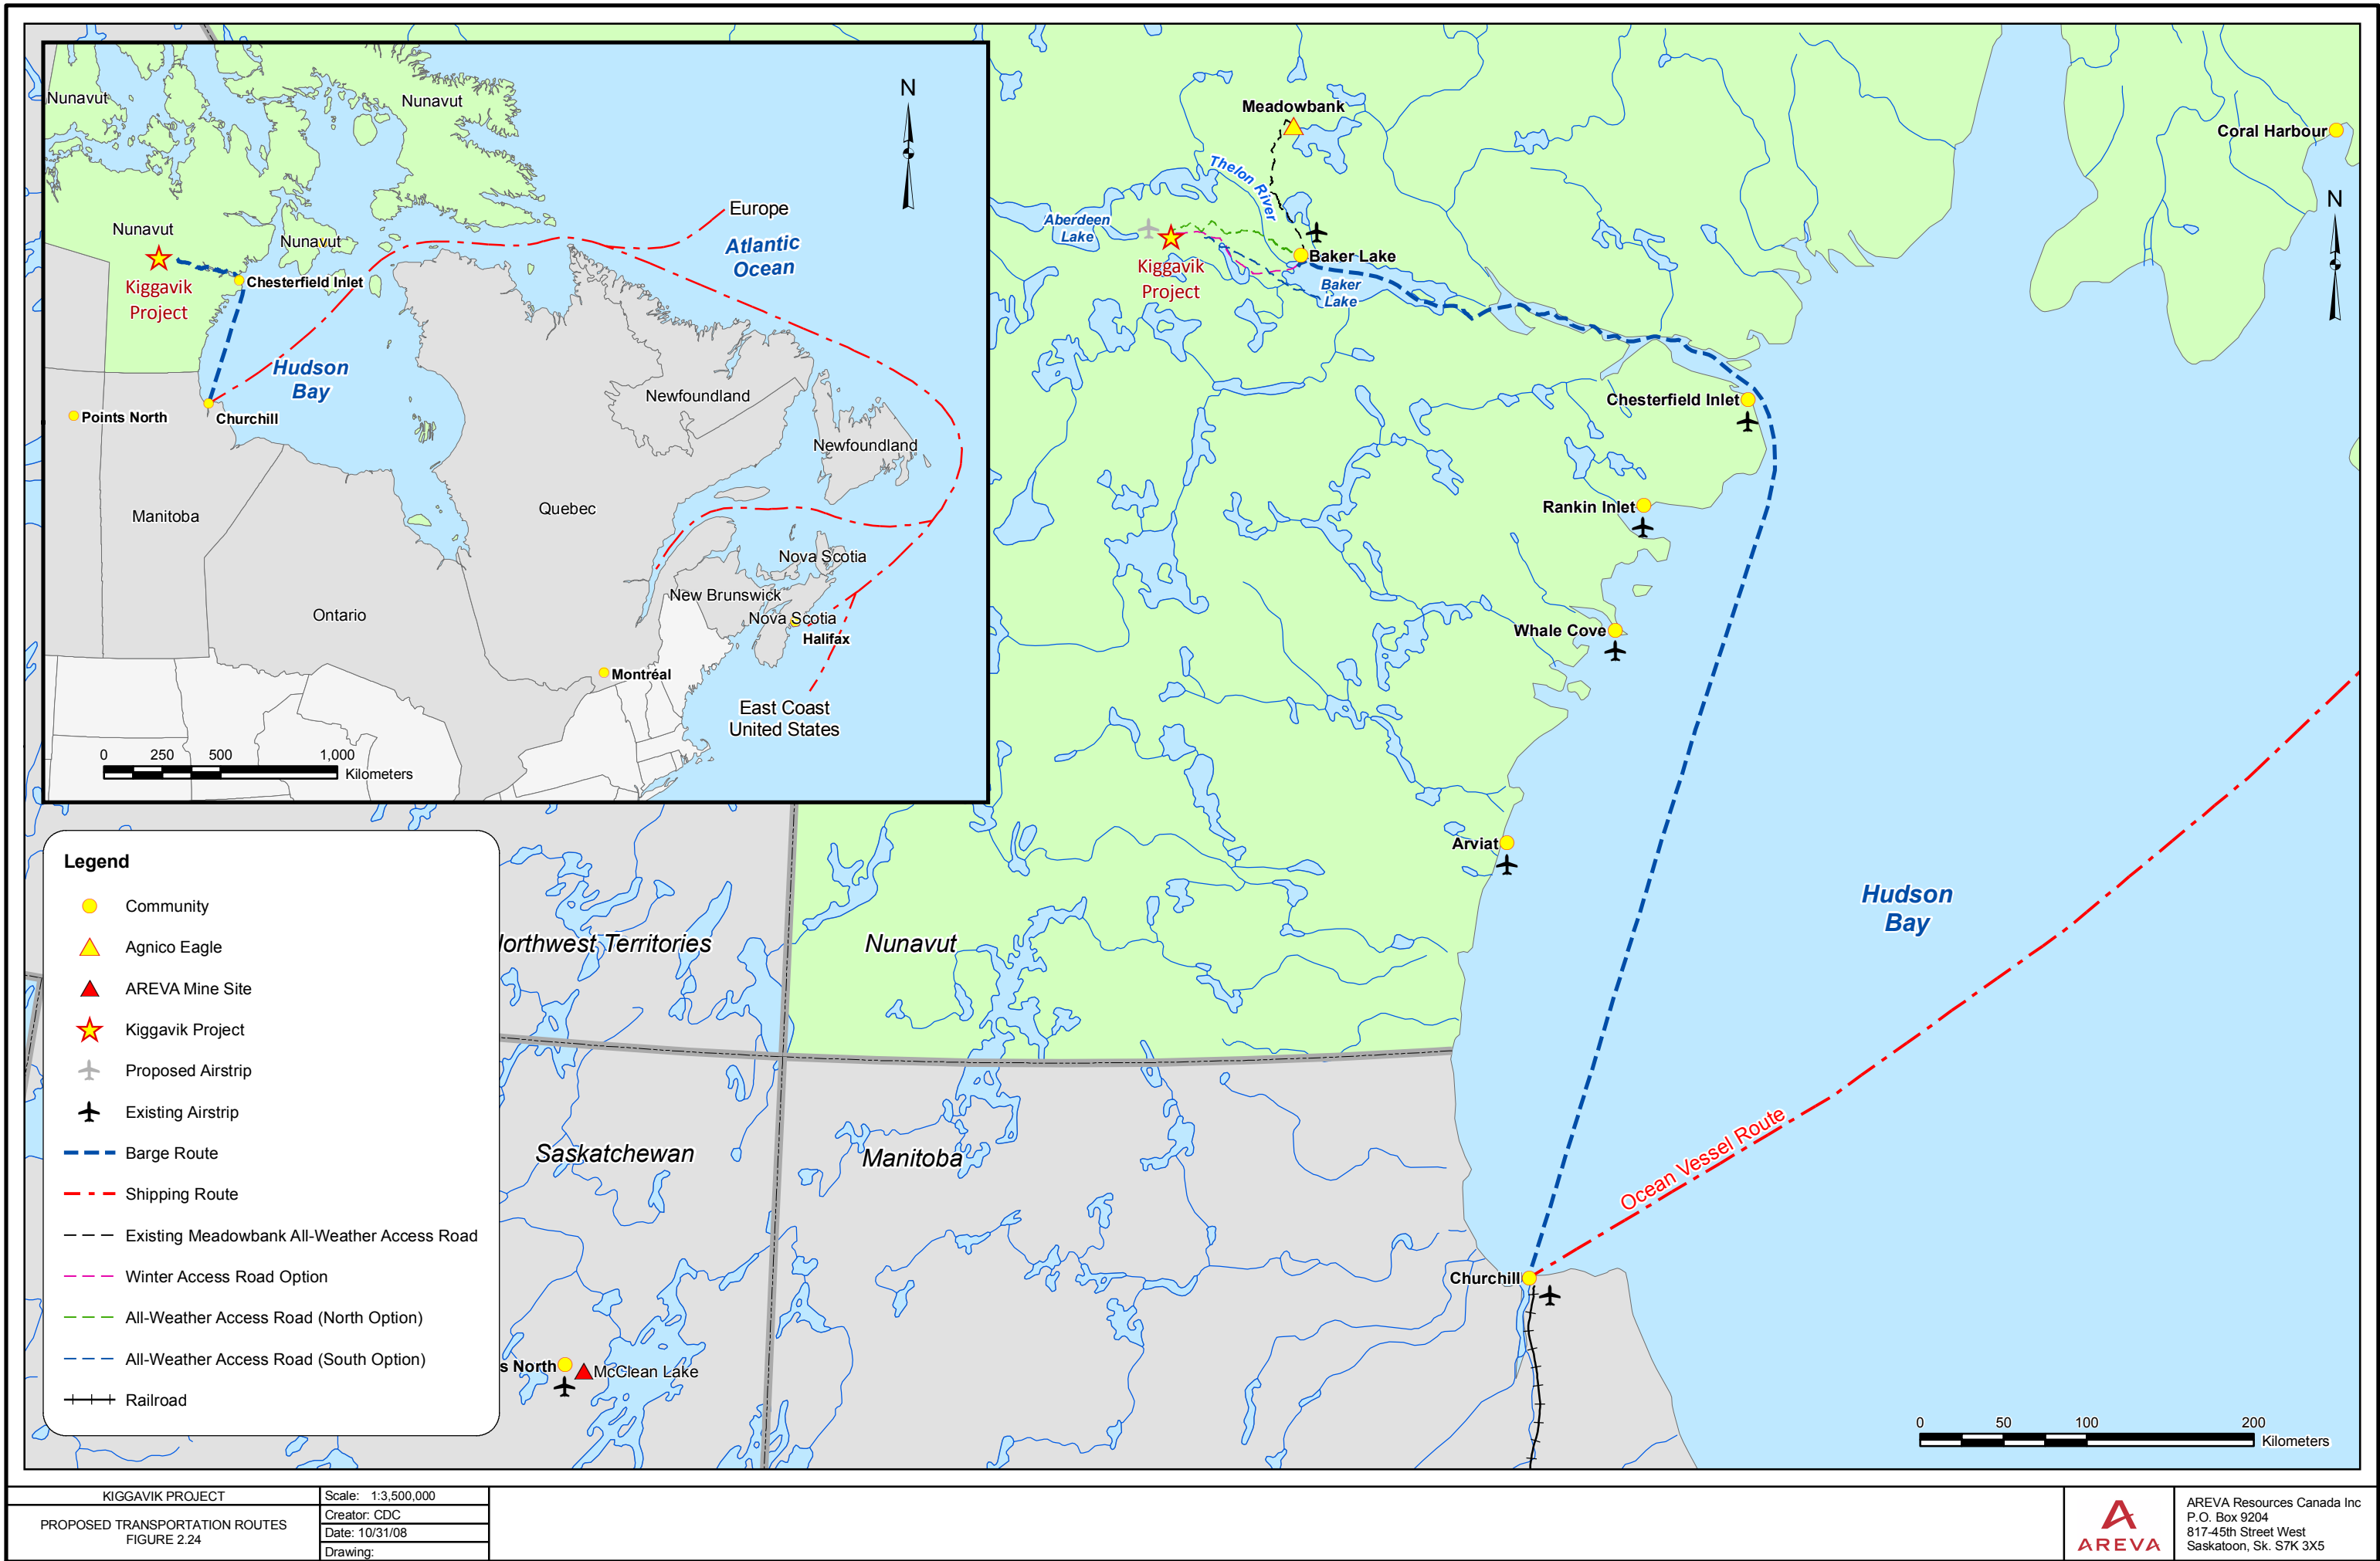 Nunavut
Nunavut
N
Europe
Atlantic
Ocean
Nunavut
Nunavut
Chesterfield Inlet
Kiggavik
Project
Hudson
Bay
Points North
Churchill
Newfoundland
Newfoundland
Manitoba
Quebec
Nova Scotia
New Brunswick
Ontario
Nova Scotia
Halifax
Montréal
East Coast
United States
0 250 500 1,000
Kilometers
Meadowbank
Coral Harbour
Thelon River
N
Aberdeen
Lake
Baker Lake
Kiggavik
Project
Baker
Lake
Chesterfield Inlet
Rankin Inlet
Whale Cove
Arviat
Hudson
Bay
orthwest Territories
Nunavut
Saskatchewan
Manitoba
Ocean Vessel Route
Churchill
s North
McClean Lake
0 50 100 200
Kilometers
Legend
Community
Agnico Eagle
AREVA Mine Site
Kiggavik Project
Proposed Airstrip
Existing Airstrip
Barge Route
Shipping Route
Existing Meadowbank All-Weather Access Road
Winter Access Road Option
All-Weather Access Road (North Option)
All-Weather Access Road (South Option)
Railroad
KIGGAVIK PROJECT
PROPOSED TRANSPORTATION ROUTES
FIGURE 2.24
Scale: 1:3,500,000
Creator: CDC
Date: 10/31/08
Drawing:
AREVA
AREVA Resources Canada Inc
P.O. Box 9204
817-45th Street West
Saskatoon, Sk. S7K 3X5